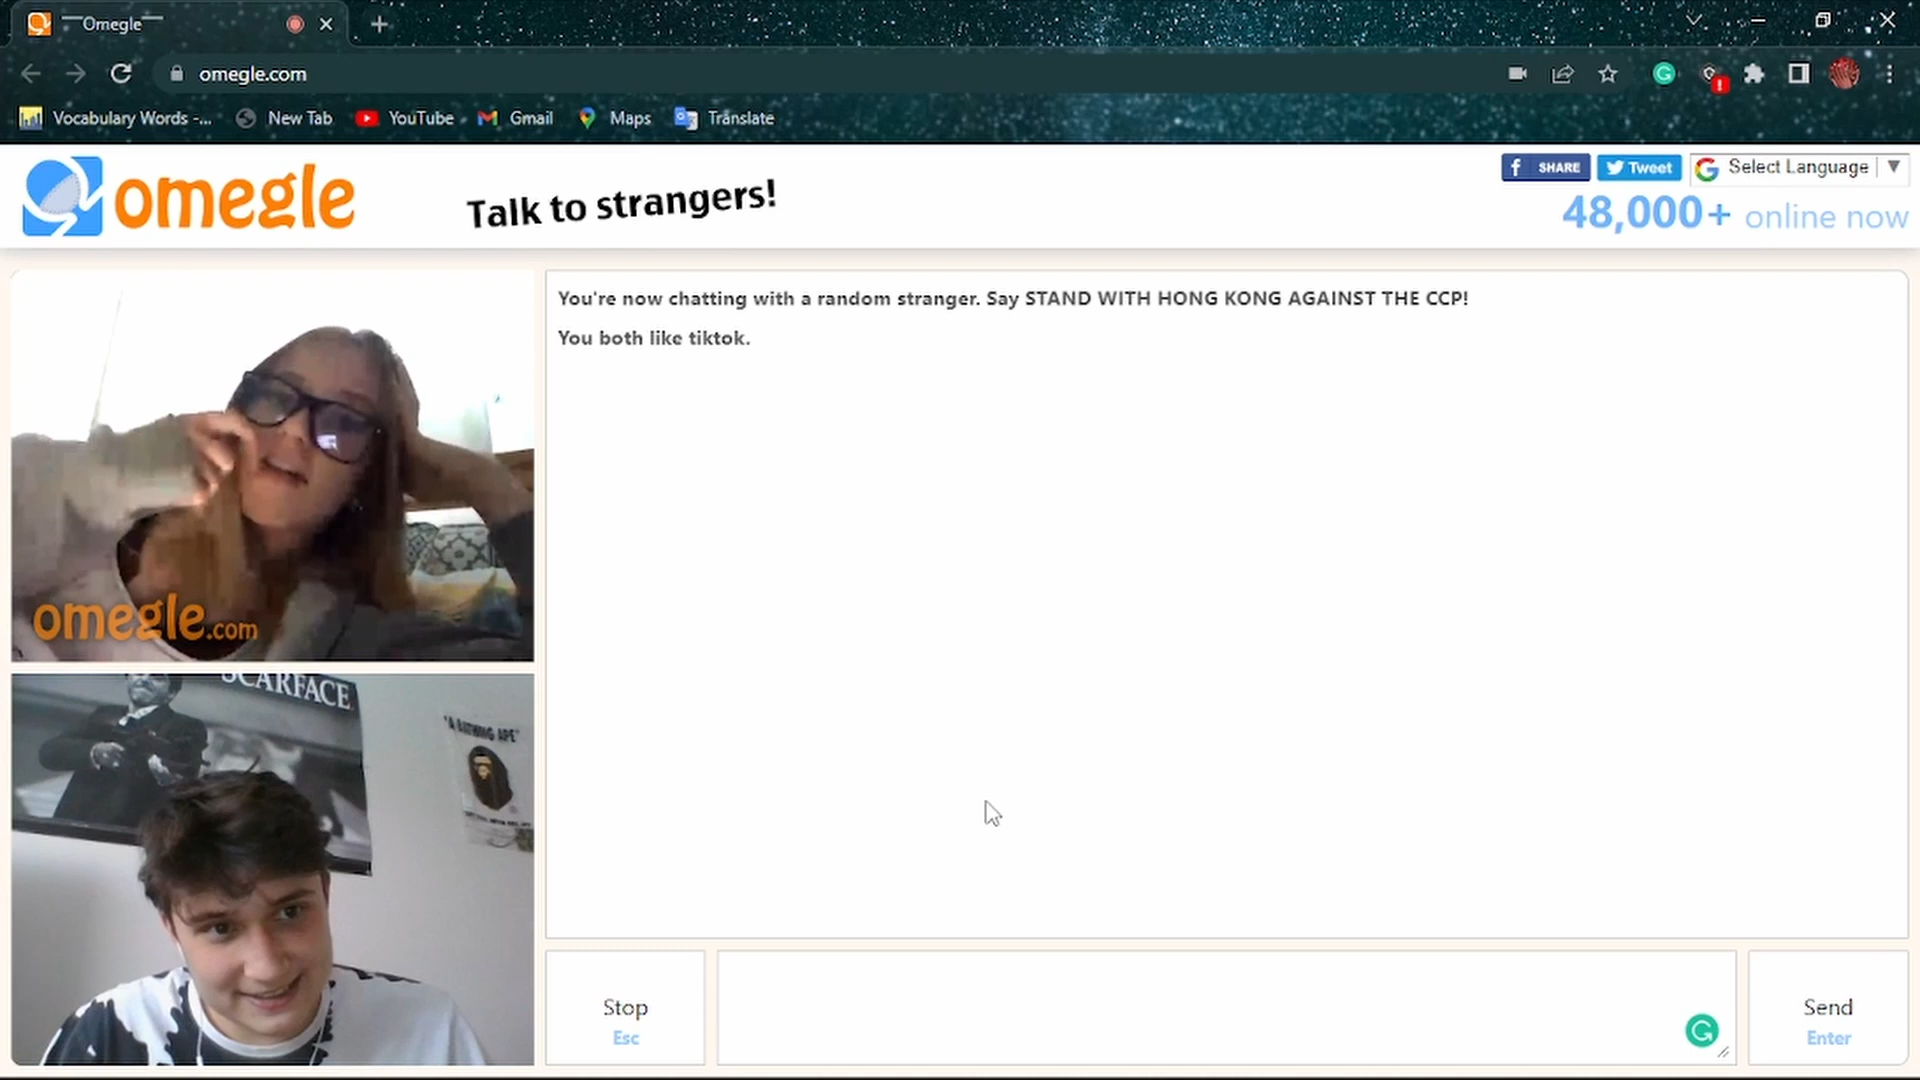 Omegle
omegle.com
Vocabulary Words -...
New Tab
YouTube
Gmail
Maps
Translate
omegle
Talk to strangers!
f SHARE
Tweet
G Select Language ▼
48,000+ online now
You're now chatting with a random stranger. Say STAND WITH HONG KONG AGAINST THE CCP!
You both like tiktok.
omegle.com
SCARFACE
"A BATHING APE"
Stop
Esc
Send
Enter